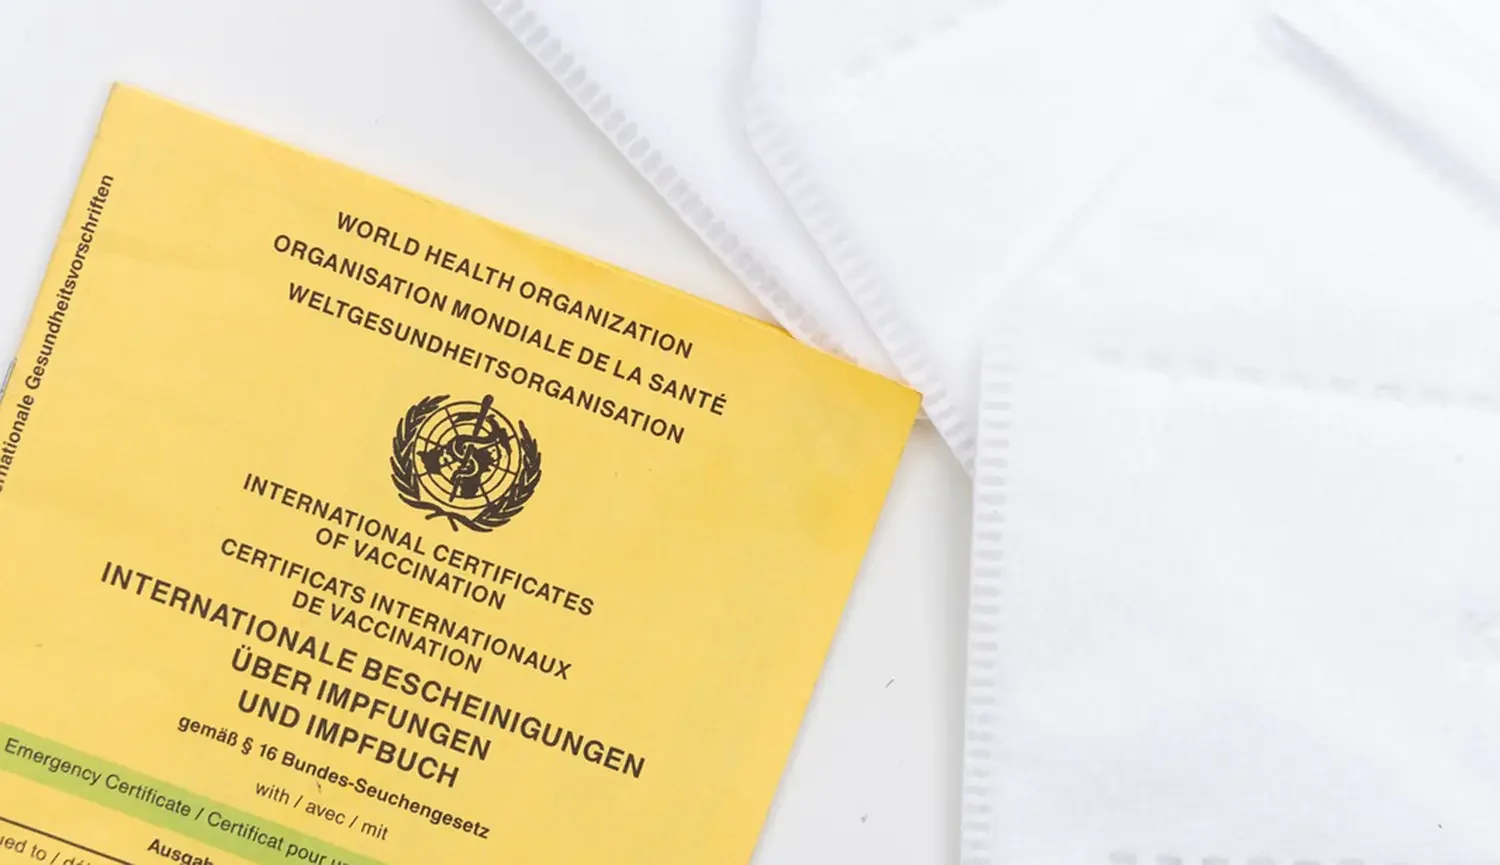 WORLD HEALTH ORGANIZATION
ORGANISATION MONDIALE DE LA SANTÉ
WELTGESUNDHEITSORGANISATION
INTERNATIONAL CERTIFICATES
OF VACCINATION
CERTIFICATS INTERNATIONAUX
DE VACCINATION
INTERNATIONALE BESCHEINIGUNGEN
ÜBER IMPFUNGEN
UND IMPFBUCH
gemäß § 16 Bundes-Seuchengesetz
with / avec / mit
Emergency Certificate / Certificat pour
Gesundheitsvorschriften